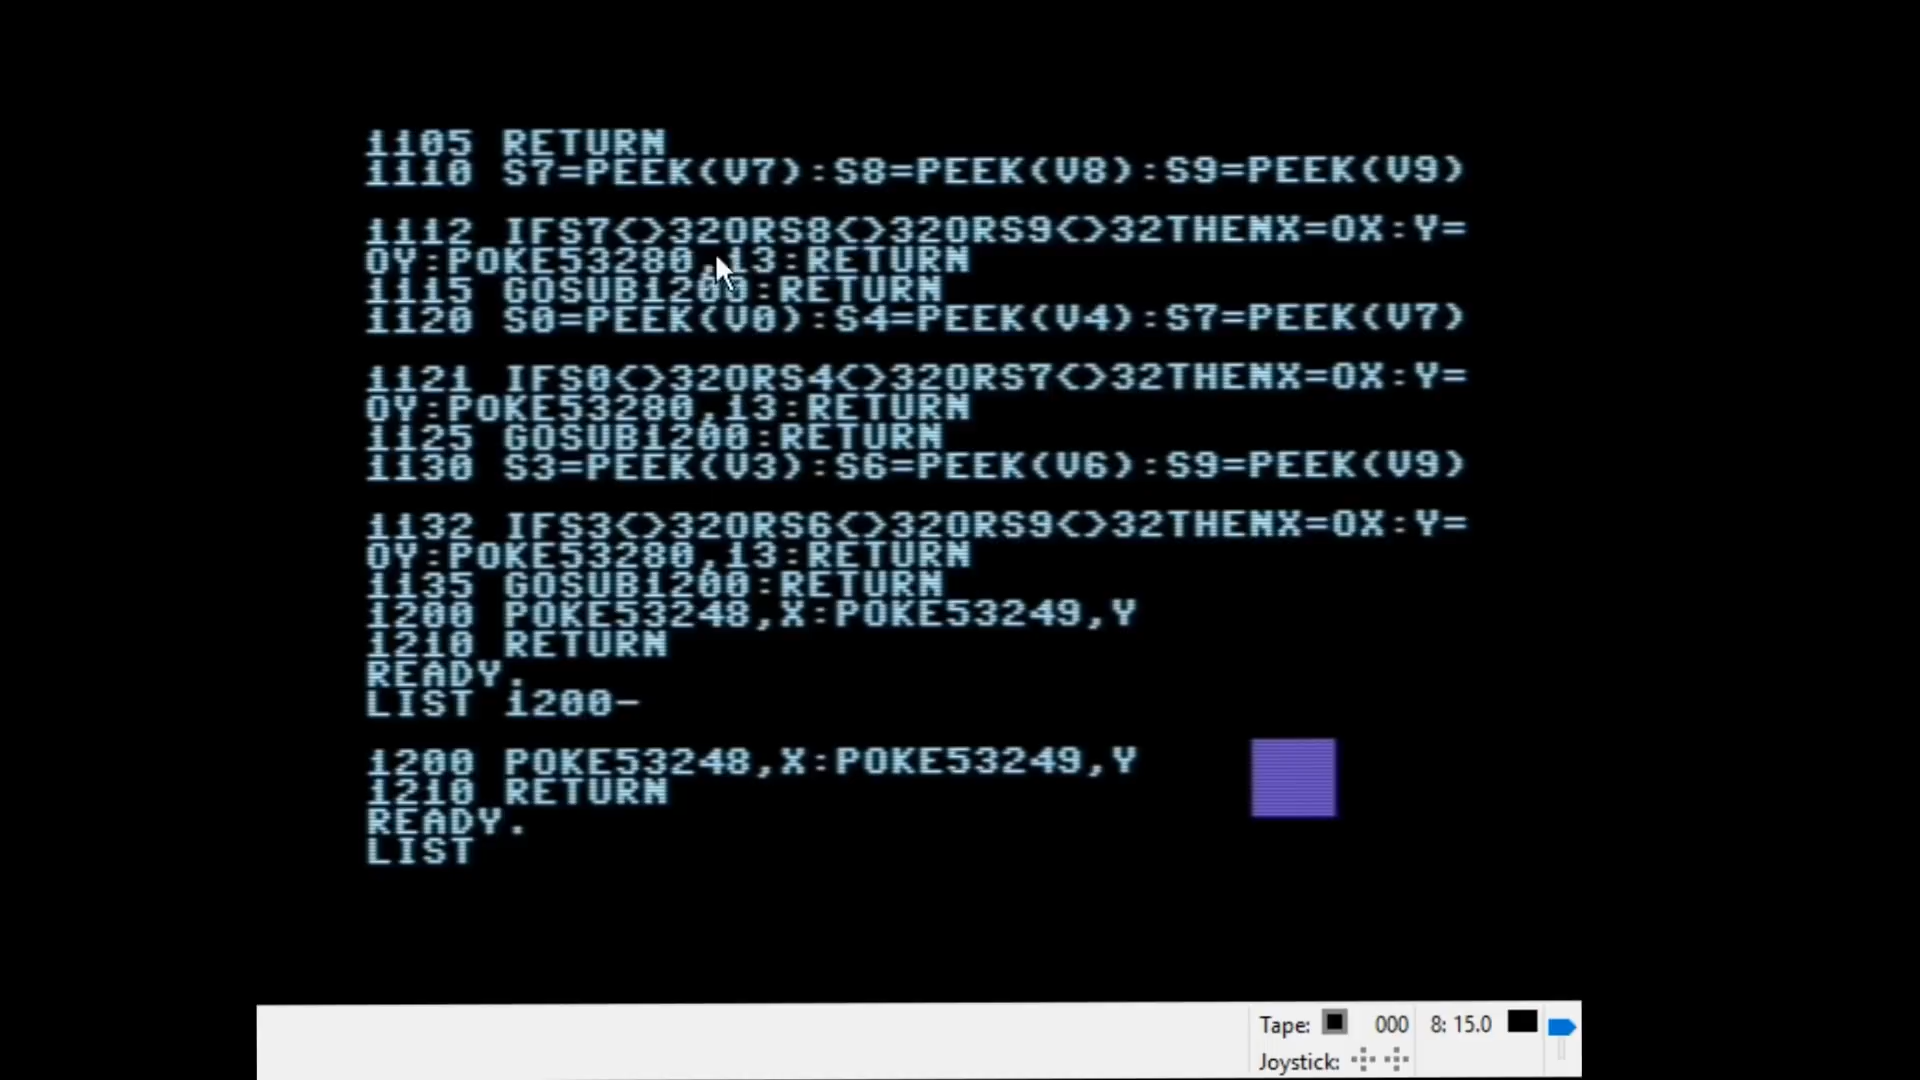 1105 RETURN
1110 S7=PEEK(V7):S8=PEEK(V8):S9=PEEK(V9)
1112 IFS7<>32ORS8<>32ORS9<>32THENX=OX:Y=
OY:POKE53280,13:RETURN
1115 GOSUB1200:RETURN
1120 S0=PEEK(V0):S4=PEEK(V4):S7=PEEK(V7)
1121 IFS0<>32ORS4<>32ORS7<>32THENX=OX:Y=
OY:POKE53280,13:RETURN
1125 GOSUB1200:RETURN
1130 S3=PEEK(V3):S6=PEEK(V6):S9=PEEK(V9)
1132 IFS3<>32ORS6<>32ORS9<>32THENX=OX:Y=
OY:POKE53280,13:RETURN
1135 GOSUB1200:RETURN
1200 POKE53248,X:POKE53249,Y
1210 RETURN
READY.
LIST 1200-
1200 POKE53248,X:POKE53249,Y
1210 RETURN
READY.
LIST
Tape: 000 8: 15.0
Joystick: